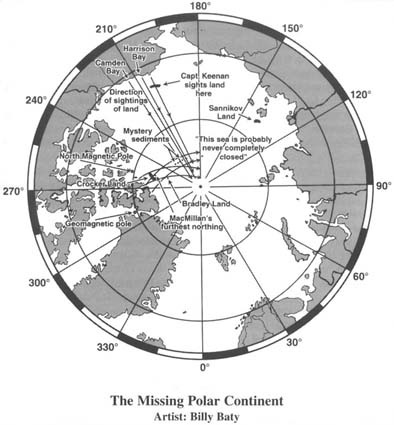 180°
210°
150°
Harrison
Bay
Camden
Bay
Capt. Keenan
sights land
here
Direction
of sightings
of land
240°
120°
Sannikov
Land
Mystery
sediments
"This sea is probably
never completely
closed"
North Magnetic Pole
Crocker Land
270°
90°
Bradley Land
Geomagnetic pole
MacMillan's
furthest northing
300°
60°
330°
30°
0°
The Missing Polar Continent
Artist: Billy Baty